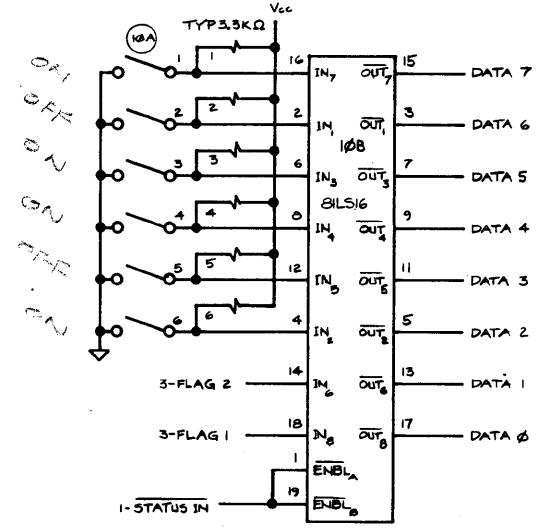 Vcc
TYP 3.3KΩ
10A
ON
OFF
ON
ON
OFF
ON
1 1 16 IN7 OUT7 15 DATA 7
2 2 2 IN1 OUT1 3 DATA 6
10B
3 3 6 IN3 OUT3 7 DATA 5
81LS16
4 4 8 IN4 OUT4 9 DATA 4
5 5 12 IN5 OUT5 11 DATA 3
6 6 4 IN2 OUT2 5 DATA 2
3-FLAG 2 14 IN6 OUT6 13 DATA 1
3-FLAG 1 18 IN8 OUT8 17 DATA 0
1 ENBLA
1-STATUS IN 19 ENBLB